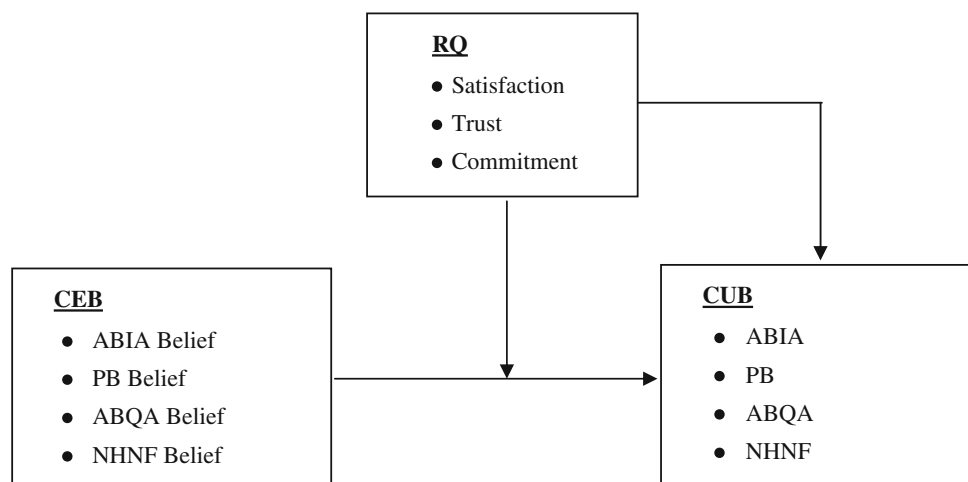 RQ
● Satisfaction
● Trust
● Commitment
CEB
● ABIA Belief
● PB Belief
● ABQA Belief
● NHNF Belief
CUB
● ABIA
● PB
● ABQA
● NHNF